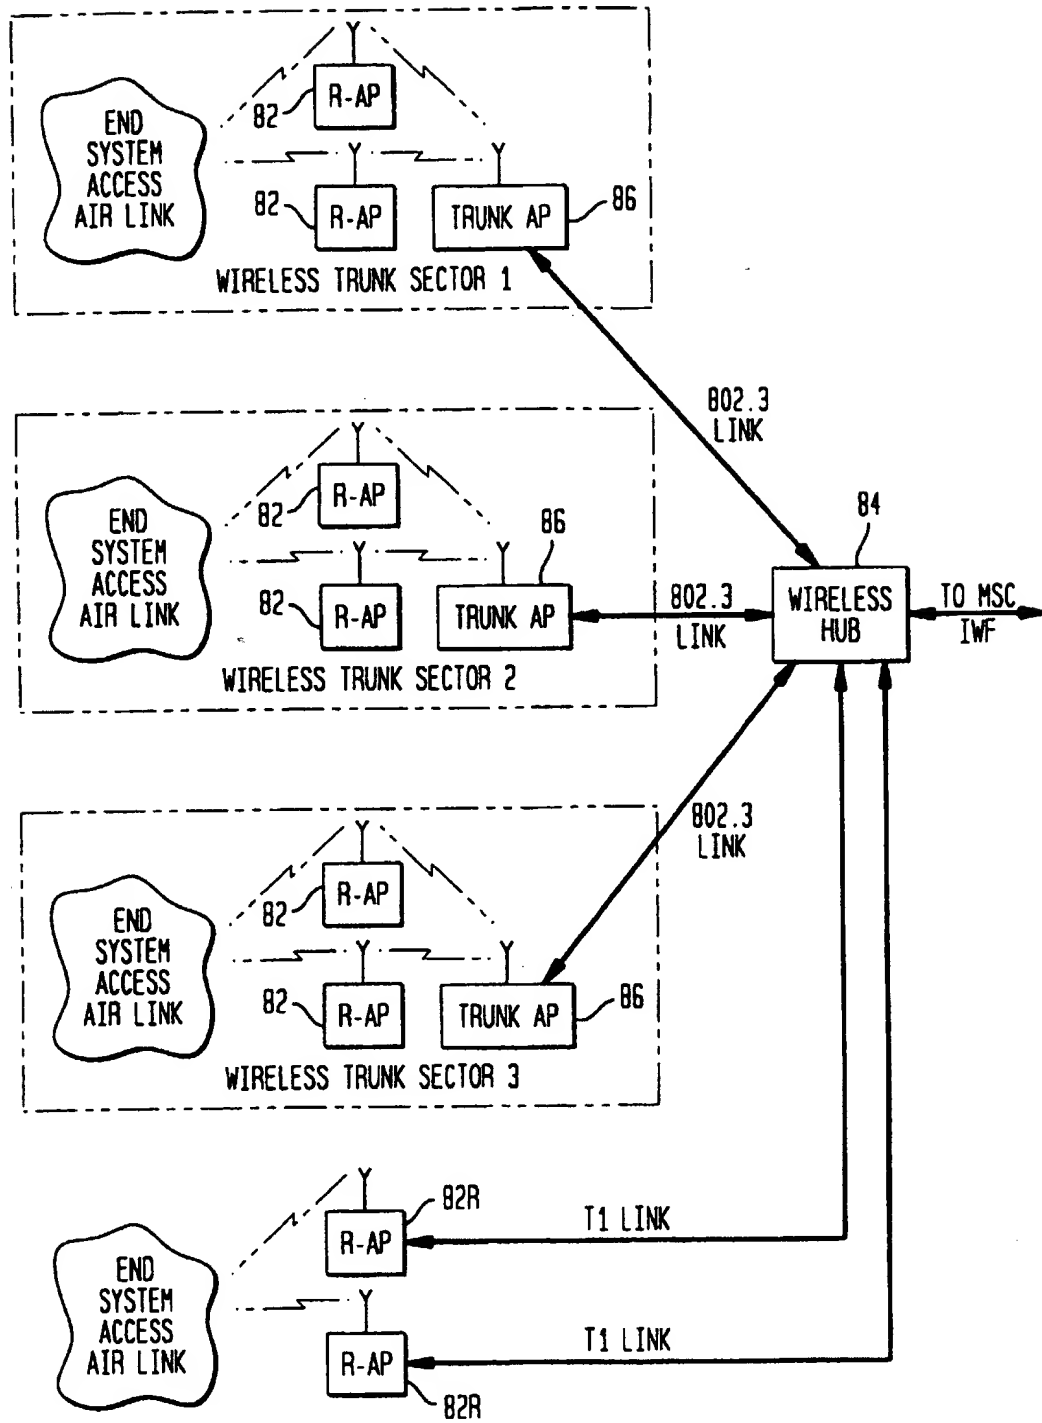 82
R-AP
END
SYSTEM
ACCESS
AIR LINK
82
R-AP
TRUNK AP
86
WIRELESS TRUNK SECTOR 1
802.3
LINK
82
R-AP
END
SYSTEM
ACCESS
AIR LINK
82
R-AP
86
TRUNK AP
WIRELESS TRUNK SECTOR 2
802.3
LINK
84
WIRELESS
HUB
TO MSC
IWF
802.3
LINK
82
R-AP
END
SYSTEM
ACCESS
AIR LINK
82
R-AP
TRUNK AP
86
WIRELESS TRUNK SECTOR 3
82R
R-AP
T1 LINK
END
SYSTEM
ACCESS
AIR LINK
R-AP
82R
T1 LINK